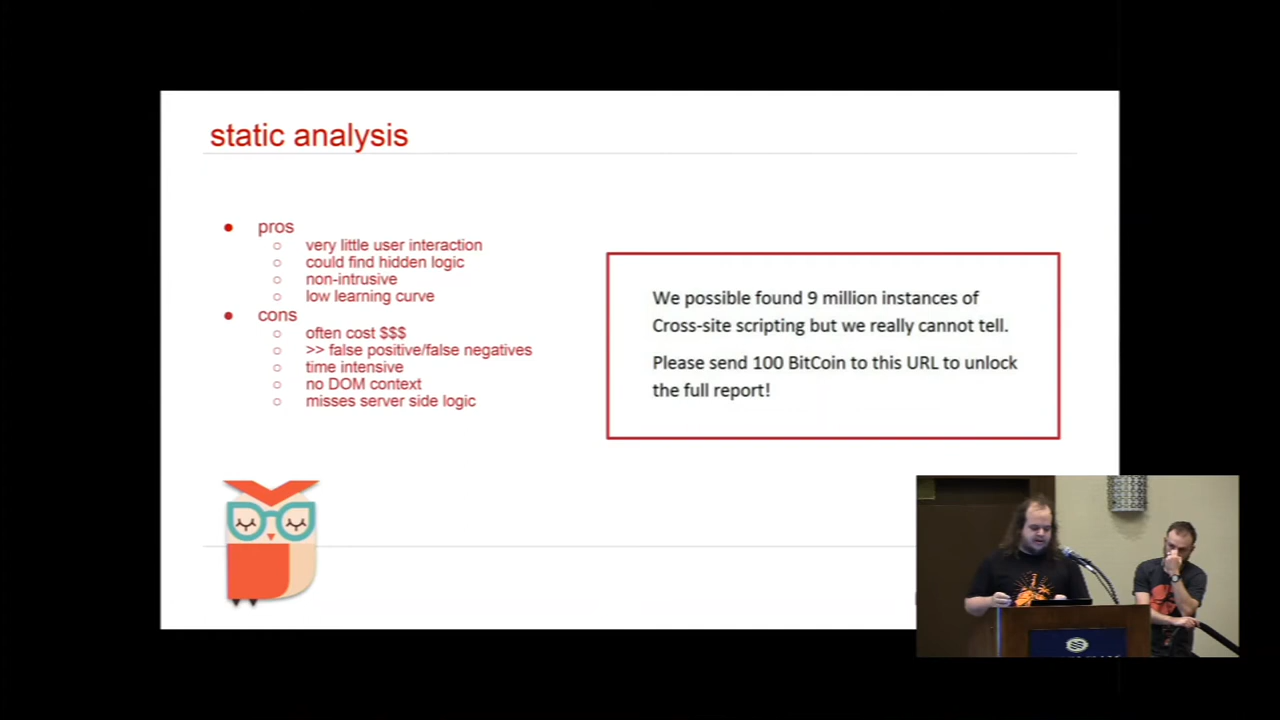 static analysis
pros
very little user interaction
could find hidden logic
non-intrusive
low learning curve
cons
often cost $$$
>> false positive/false negatives
time intensive
no DOM context
misses server side logic
We possible found 9 million instances of
Cross-site scripting but we really cannot tell.
Please send 100 BitCoin to this URL to unlock
the full report!